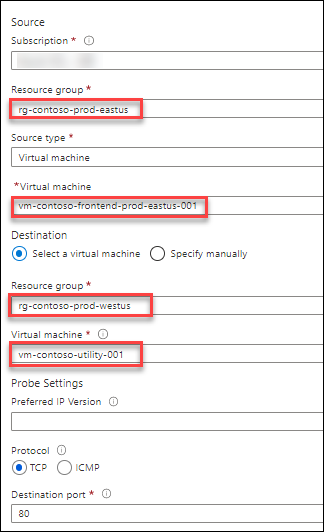 Source
Subscription *
Resource group *
rg-contoso-prod-eastus
Source type *
Virtual machine
*Virtual machine
vm-contoso-frontend-prod-eastus-001
Destination
Select a virtual machine Specify manually
Resource group *
rg-contoso-prod-westus
Virtual machine *
vm-contoso-utility-001
Probe Settings
Preferred IP Version
Protocol
TCP ICMP
Destination port *
80